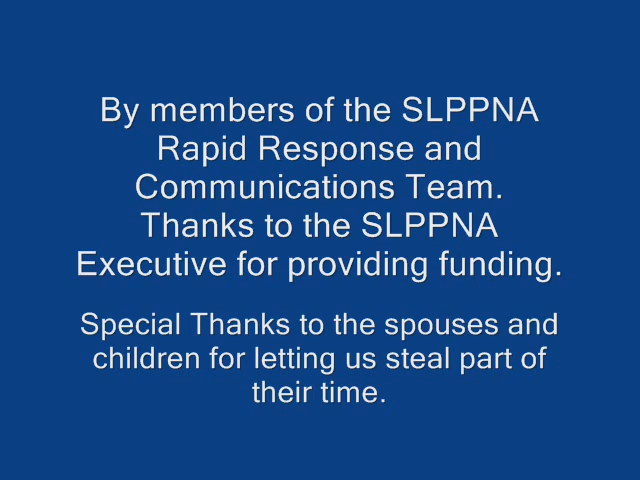 By members of the SLPPNA
Rapid Response and
Communications Team.
Thanks to the SLPPNA
Executive for providing funding.
Special Thanks to the spouses and
children for letting us steal part of
their time.